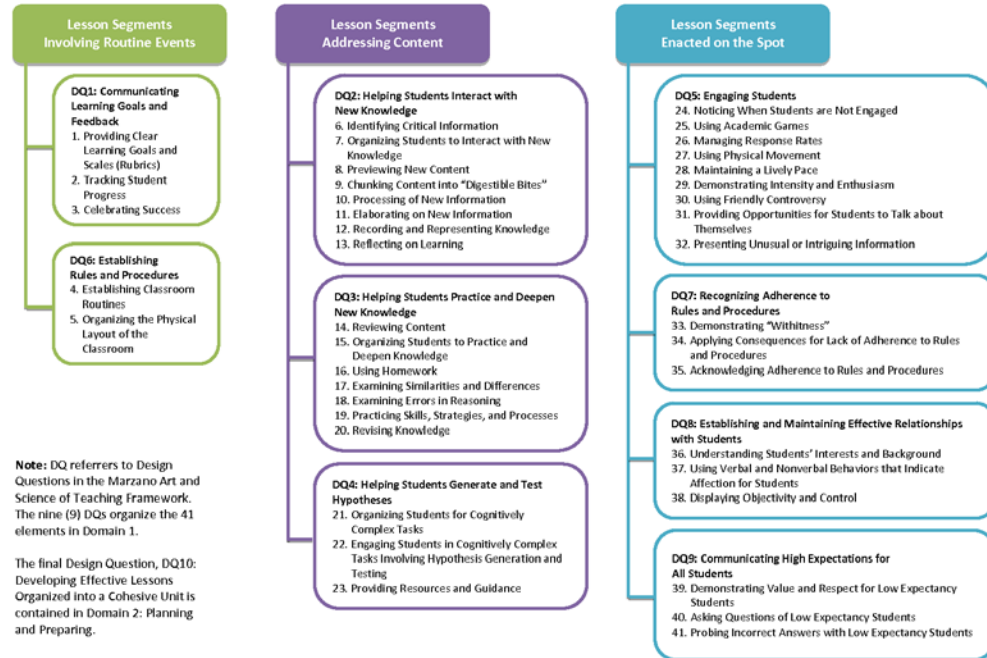 Lesson Segments
Involving Routine Events
DQ1: Communicating
Learning Goals and
Feedback
1. Providing Clear
Learning Goals and
Scales (Rubrics)
2. Tracking Student
Progress
3. Celebrating Success
DQ6: Establishing
Rules and Procedures
4. Establishing Classroom
Routines
5. Organizing the Physical
Layout of the
Classroom
Note: DQ referrers to Design
Questions in the Marzano Art and
Science of Teaching Framework.
The nine (9) DQs organize the 41
elements in Domain 1.
The final Design Question, DQ10:
Developing Effective Lessons
Organized into a Cohesive Unit is
contained in Domain 2: Planning
and Preparing.
Lesson Segments
Addressing Content
DQ2: Helping Students Interact with
New Knowledge
6. Identifying Critical Information
7. Organizing Students to Interact with New
Knowledge
8. Previewing New Content
9. Chunking Content into “Digestible Bites”
10. Processing of New Information
11. Elaborating on New Information
12. Recording and Representing Knowledge
13. Reflecting on Learning
DQ3: Helping Students Practice and Deepen
New Knowledge
14. Reviewing Content
15. Organizing Students to Practice and
Deepen Knowledge
16. Using Homework
17. Examining Similarities and Differences
18. Examining Errors in Reasoning
19. Practicing Skills, Strategies, and Processes
20. Revising Knowledge
DQ4: Helping Students Generate and Test
Hypotheses
21. Organizing Students for Cognitively
Complex Tasks
22. Engaging Students in Cognitively Complex
Tasks Involving Hypothesis Generation and
Testing
23. Providing Resources and Guidance
Lesson Segments
Enacted on the Spot
DQ5: Engaging Students
24. Noticing When Students are Not Engaged
25. Using Academic Games
26. Managing Response Rates
27. Using Physical Movement
28. Maintaining a Lively Pace
29. Demonstrating Intensity and Enthusiasm
30. Using Friendly Controversy
31. Providing Opportunities for Students to Talk about
Themselves
32. Presenting Unusual or Intriguing Information
DQ7: Recognizing Adherence to
Rules and Procedures
33. Demonstrating “Withitness”
34. Applying Consequences for Lack of Adherence to Rules
and Procedures
35. Acknowledging Adherence to Rules and Procedures
DQ8: Establishing and Maintaining Effective Relationships
with Students
36. Understanding Students’ Interests and Background
37. Using Verbal and Nonverbal Behaviors that Indicate
Affection for Students
38. Displaying Objectivity and Control
DQ9: Communicating High Expectations for
All Students
39. Demonstrating Value and Respect for Low Expectancy
Students
40. Asking Questions of Low Expectancy Students
41. Probing Incorrect Answers with Low Expectancy Students